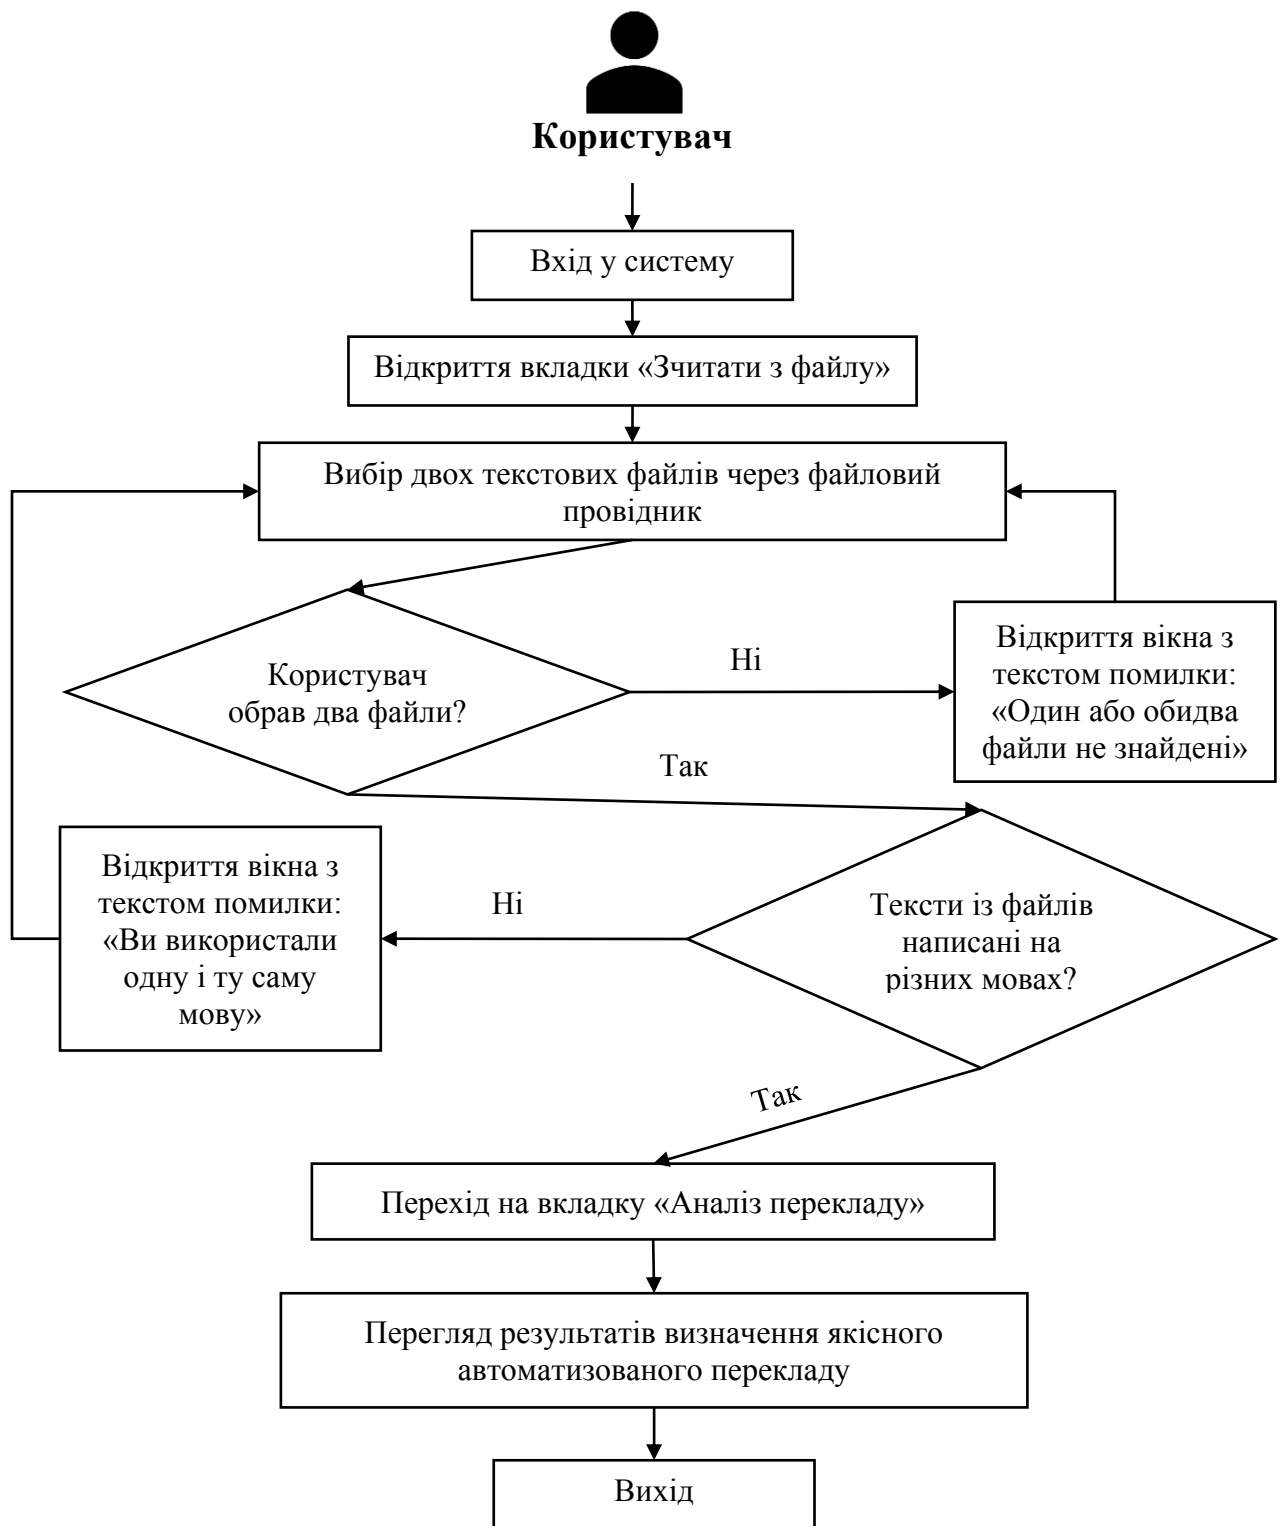 Користувач
Вхід у систему
Відкриття вкладки «Зчитати з файлу»
Вибір двох текстових файлів через файловий
провідник
Користувач
обрав два файли?
Ні
Відкриття вікна з
текстом помилки:
«Один або обидва
файли не знайдені»
Так
Тексти із файлів
написані на
різних мовах?
Ні
Відкриття вікна з
текстом помилки:
«Ви використали
одну і ту саму
мову»
Так
Перехід на вкладку «Аналіз перекладу»
Перегляд результатів визначення якісного
автоматизованого перекладу
Вихід